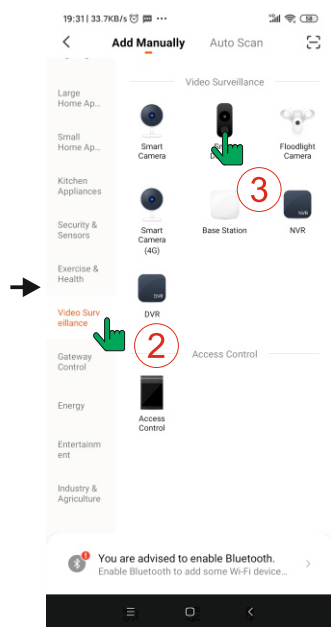 19:31 | 33.7KB/s
58
Add Manually
Auto Scan
Large
Home Ap...
Small
Home Ap...
Kitchen
Appliances
Security &
Sensors
Exercise &
Health
Video Surv
eillance
Gateway
Control
Energy
Entertainm
ent
Industry &
Agriculture
Video Surveillance
Smart
Camera
Floodlight
Camera
3
Smart
Camera
(4G)
Base Station
NVR
NVR
DVR
DVR
2
Access Control
Access
Control
You are advised to enable Bluetooth.
Enable Bluetooth to add some Wi-Fi device...